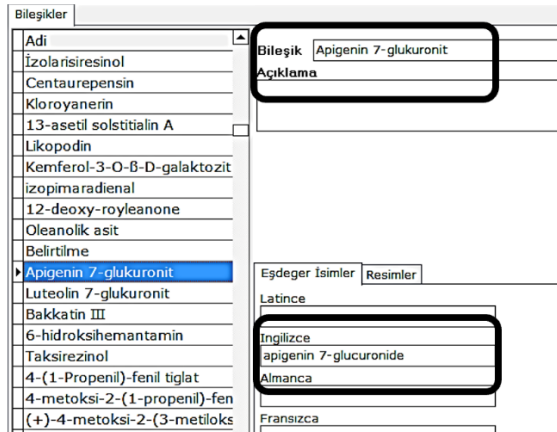 Bileşikler
Adi
İzolarisiresinol
Centaurepensin
Kloroyanerin
13-asetil solstitialin A
Likopodin
Kemferol-3-O-ß-D-galaktozit
izopimaradienal
12-deoxy-royleanone
Oleanolik asit
Belirtilme
Apigenin 7-glukuronit
Luteolin 7-glukuronit
Bakkatin III
6-hidroksihemantamin
Taksirezinol
4-(1-Propenil)-fenil tiglat
4-metoksi-2-(1-propenil)-fen
(+)-4-metoksi-2-(3-metiloks
Bileşik Apigenin 7-glukuronit
Açıklama
Eşdeger İsimler Resimler
Latince
Ingilizce
apigenin 7-glucuronide
Almanca
Fransızca